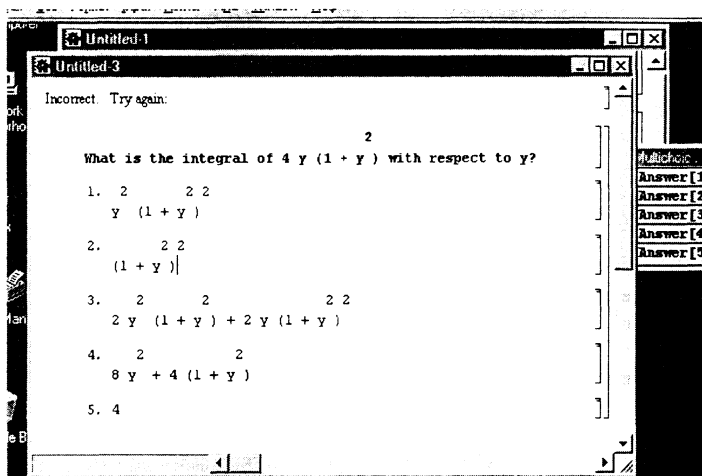 Untitled-1
Untitled-3
Incorrect. Try again:
2
What is the integral of 4 y (1 + y ) with respect to y?
1. 2 2 2
y (1 + y )
2. 2 2
(1 + y )
3. 2 2 2 2
2 y (1 + y ) + 2 y (1 + y )
4. 2 2
8 y + 4 (1 + y )
5. 4
Multichoic
Answer[1
Answer[2
Answer[3
Answer[4
Answer[5